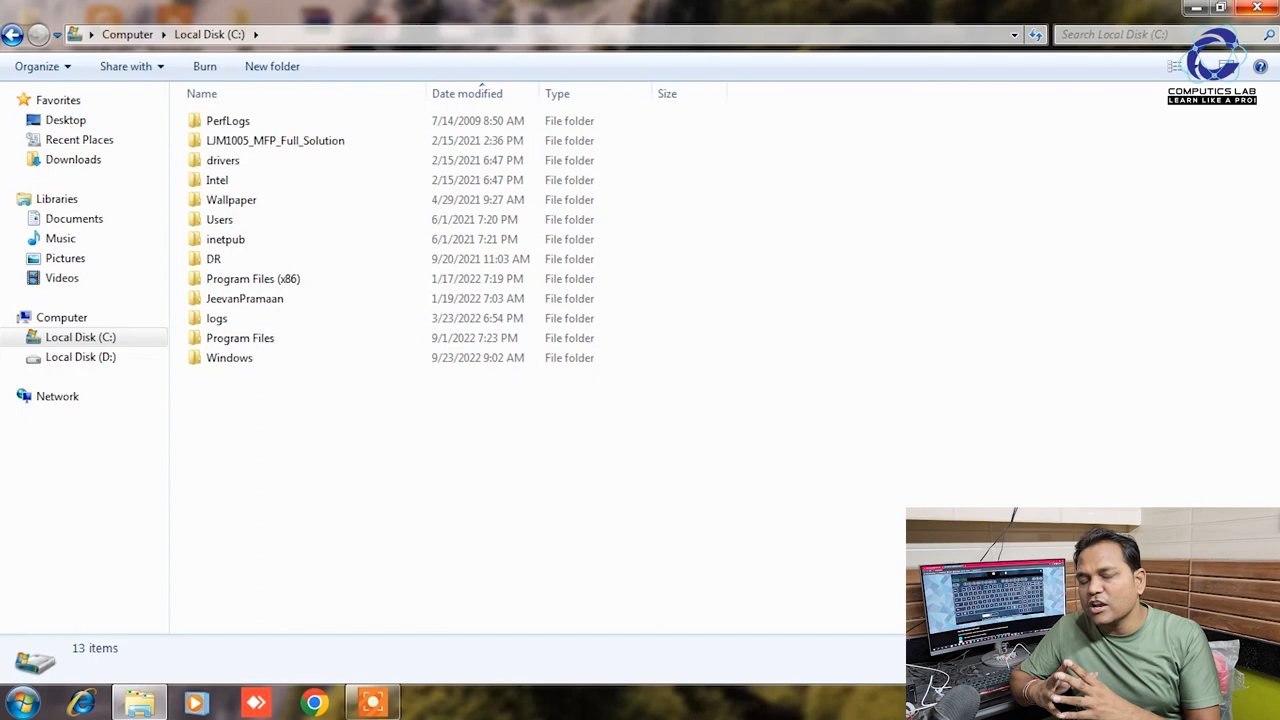 Computer
Local Disk (C:)
Search Local Disk (C:)
Organize
Share with
Burn
New folder
COMPUTICS LAB
LEARN LIKE A PRO!
Name
Date modified
Type
Size
Favorites
Desktop
Recent Places
Downloads
Libraries
Documents
Music
Pictures
Videos
Computer
Local Disk (C:)
Local Disk (D:)
Network
PerfLogs 7/14/2009 8:50 AM File folder
LJM1005_MFP_Full_Solution 2/15/2021 2:36 PM File folder
drivers 2/15/2021 6:47 PM File folder
Intel 2/15/2021 6:47 PM File folder
Wallpaper 4/29/2021 9:27 AM File folder
Users 6/1/2021 7:20 PM File folder
inetpub 6/1/2021 7:21 PM File folder
DR 9/20/2021 11:03 AM File folder
Program Files (x86) 1/17/2022 7:19 PM File folder
JeevanPramaan 1/19/2022 7:03 AM File folder
logs 3/23/2022 6:54 PM File folder
Program Files 9/1/2022 7:23 PM File folder
Windows 9/23/2022 9:02 AM File folder
13 items